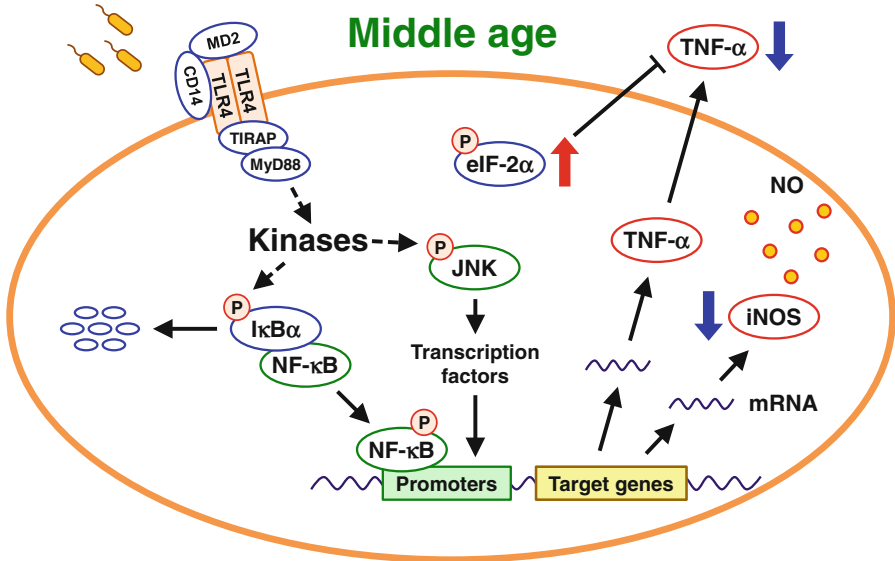 Middle age
MD2
CD14
TLR4
TLR4
TIRAP
MyD88
TNF-α
P
eIF-2α
NO
Kinases
P
JNK
TNF-α
P
IκBα
NF-κB
iNOS
Transcription
factors
mRNA
P
NF-κB
Promoters
Target genes